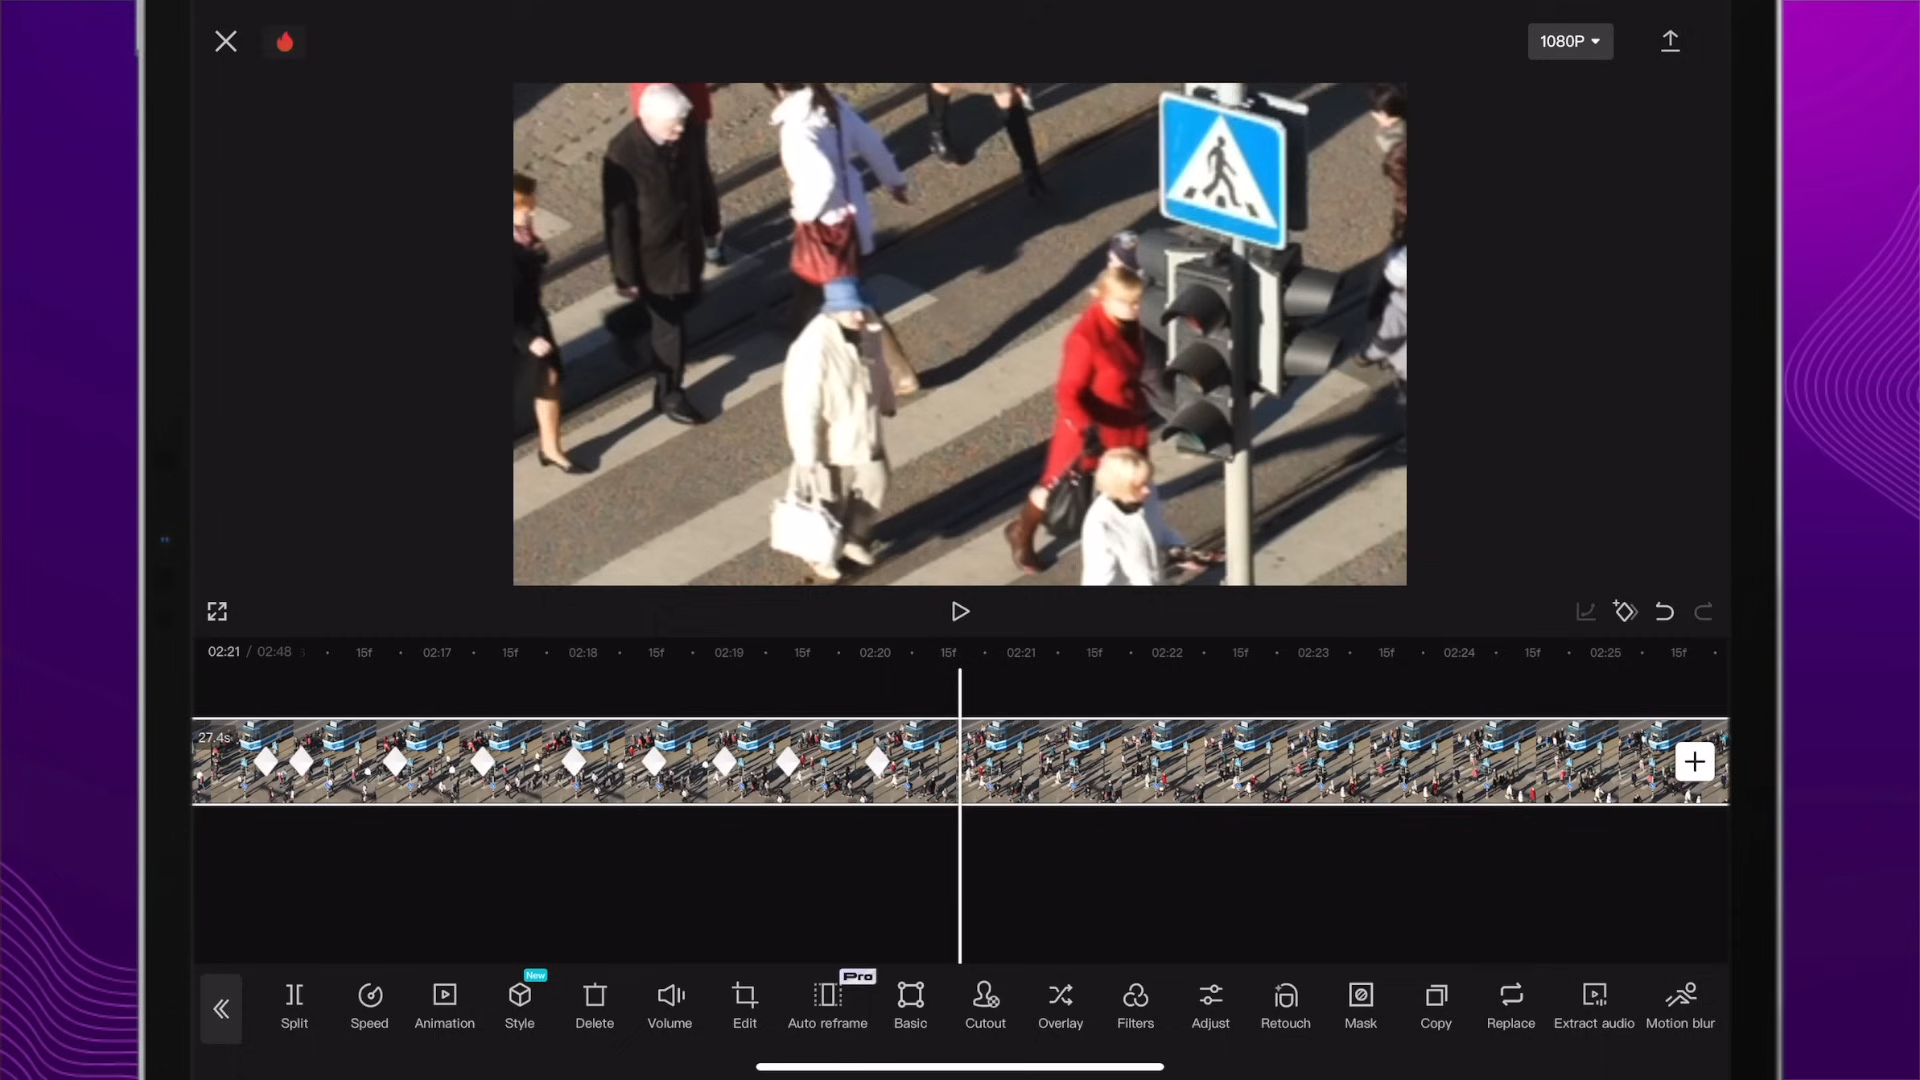 1080P
02:21 / 02:48
15f 02:17 15f 02:18 15f 02:19 15f 02:20 15f 02:21 15f 02:22 15f 02:23 15f 02:24 15f 02:25 15f
27.4s
New
Pro
Split Speed Animation Style Delete Volume Edit Auto reframe Basic Cutout Overlay Filters Adjust Retouch Mask Copy Replace Extract audio Motion blur